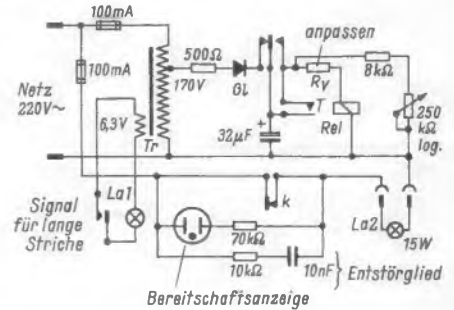 100mA
100mA
Netz
220V~
6,3V
Tr
170V
500Ω
Gl
32µF
+
anpassen
Rv
T
Rel
8kΩ
250
kΩ
log.
Signal
für lange
Striche
La1
k
70kΩ
10kΩ
10nF
Entstörglied
La2
15W
Bereitschaftsanzeige